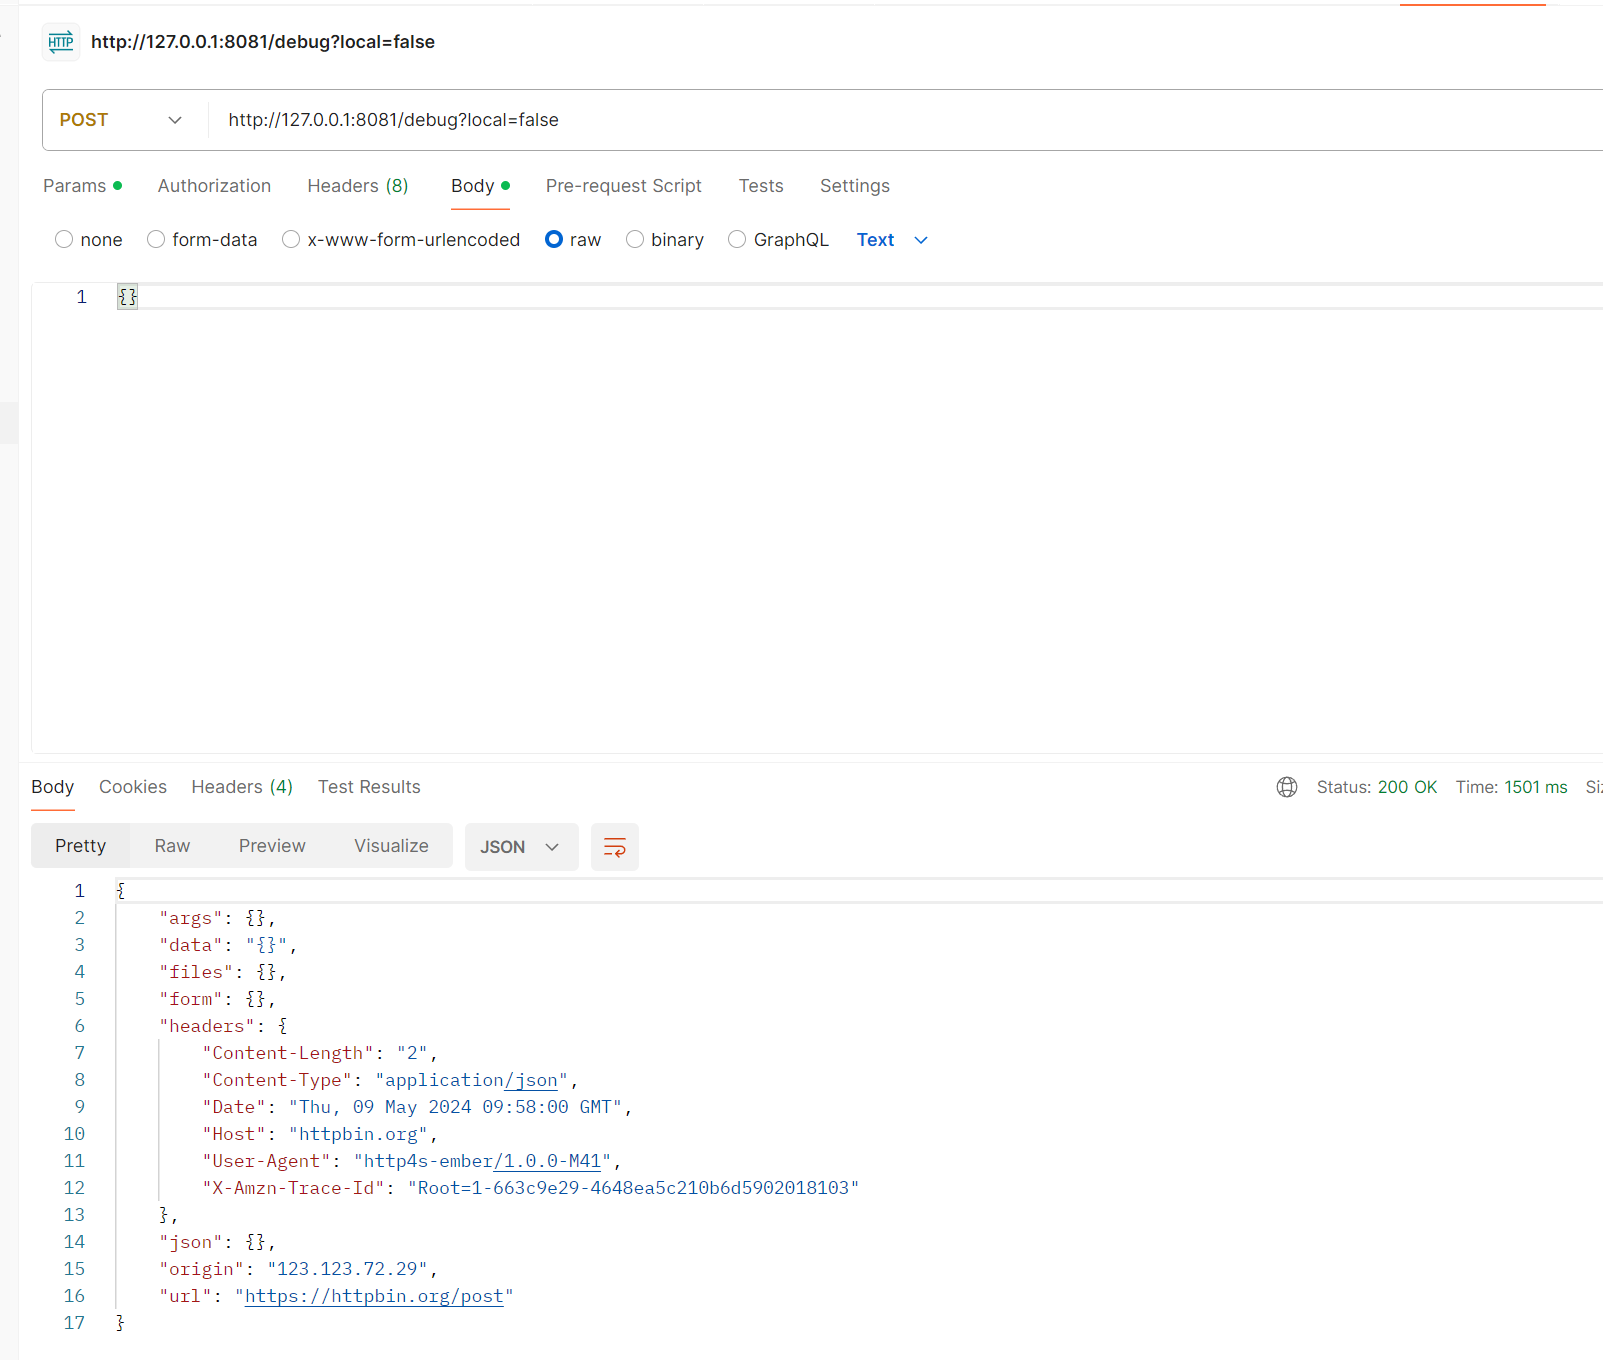 HTTP http://127.0.0.1:8081/debug?local=false
POST http://127.0.0.1:8081/debug?local=false
Params Authorization Headers (8) Body Pre-request Script Tests Settings
none form-data x-www-form-urlencoded raw binary GraphQL Text
1 {}
Body Cookies Headers (4) Test Results Status: 200 OK Time: 1501 ms
Pretty Raw Preview Visualize JSON
1 {
2 "args": {},
3 "data": "{}",
4 "files": {},
5 "form": {},
6 "headers": {
7 "Content-Length": "2",
8 "Content-Type": "application/json",
9 "Date": "Thu, 09 May 2024 09:58:00 GMT",
10 "Host": "httpbin.org",
11 "User-Agent": "http4s-ember/1.0.0-M41",
12 "X-Amzn-Trace-Id": "Root=1-663c9e29-4648ea5c210b6d5902018103"
13 },
14 "json": {},
15 "origin": "123.123.72.29",
16 "url": "https://httpbin.org/post"
17 }